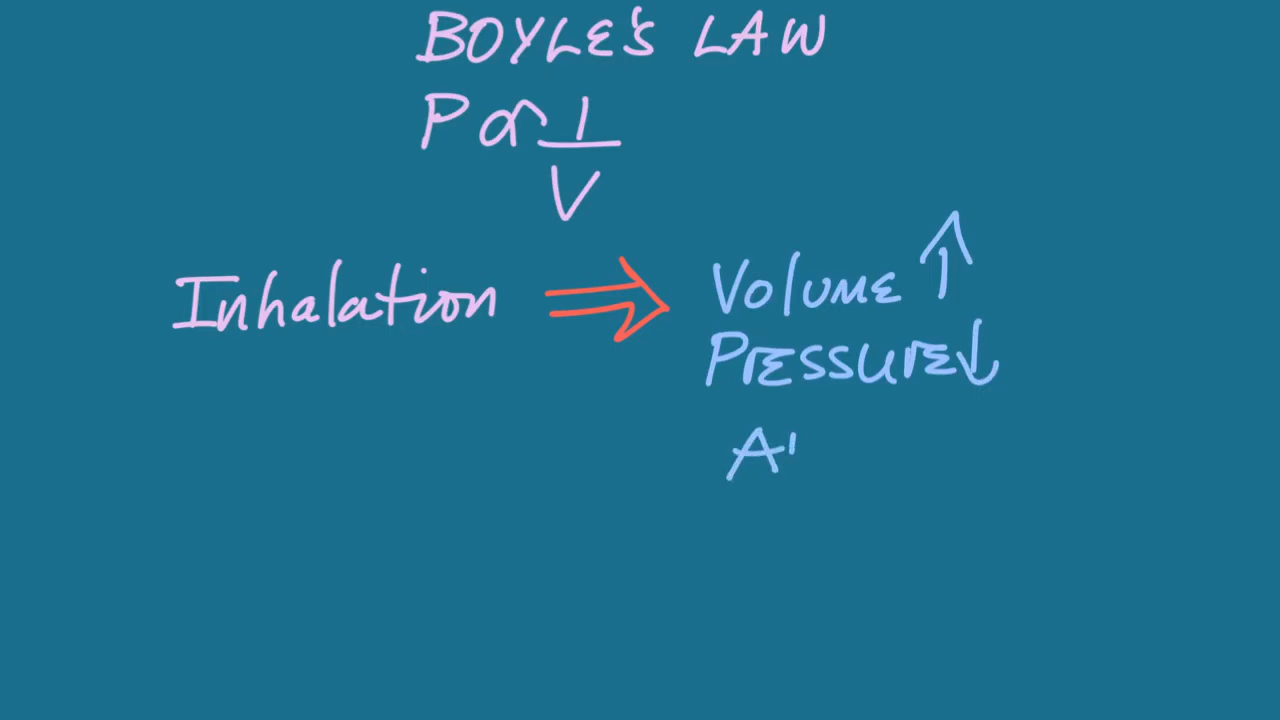 BOYLE'S LAW
P ∝ 1/V
Inhalation ⇒ VOLUME ↑
PRESSURE ↓
A